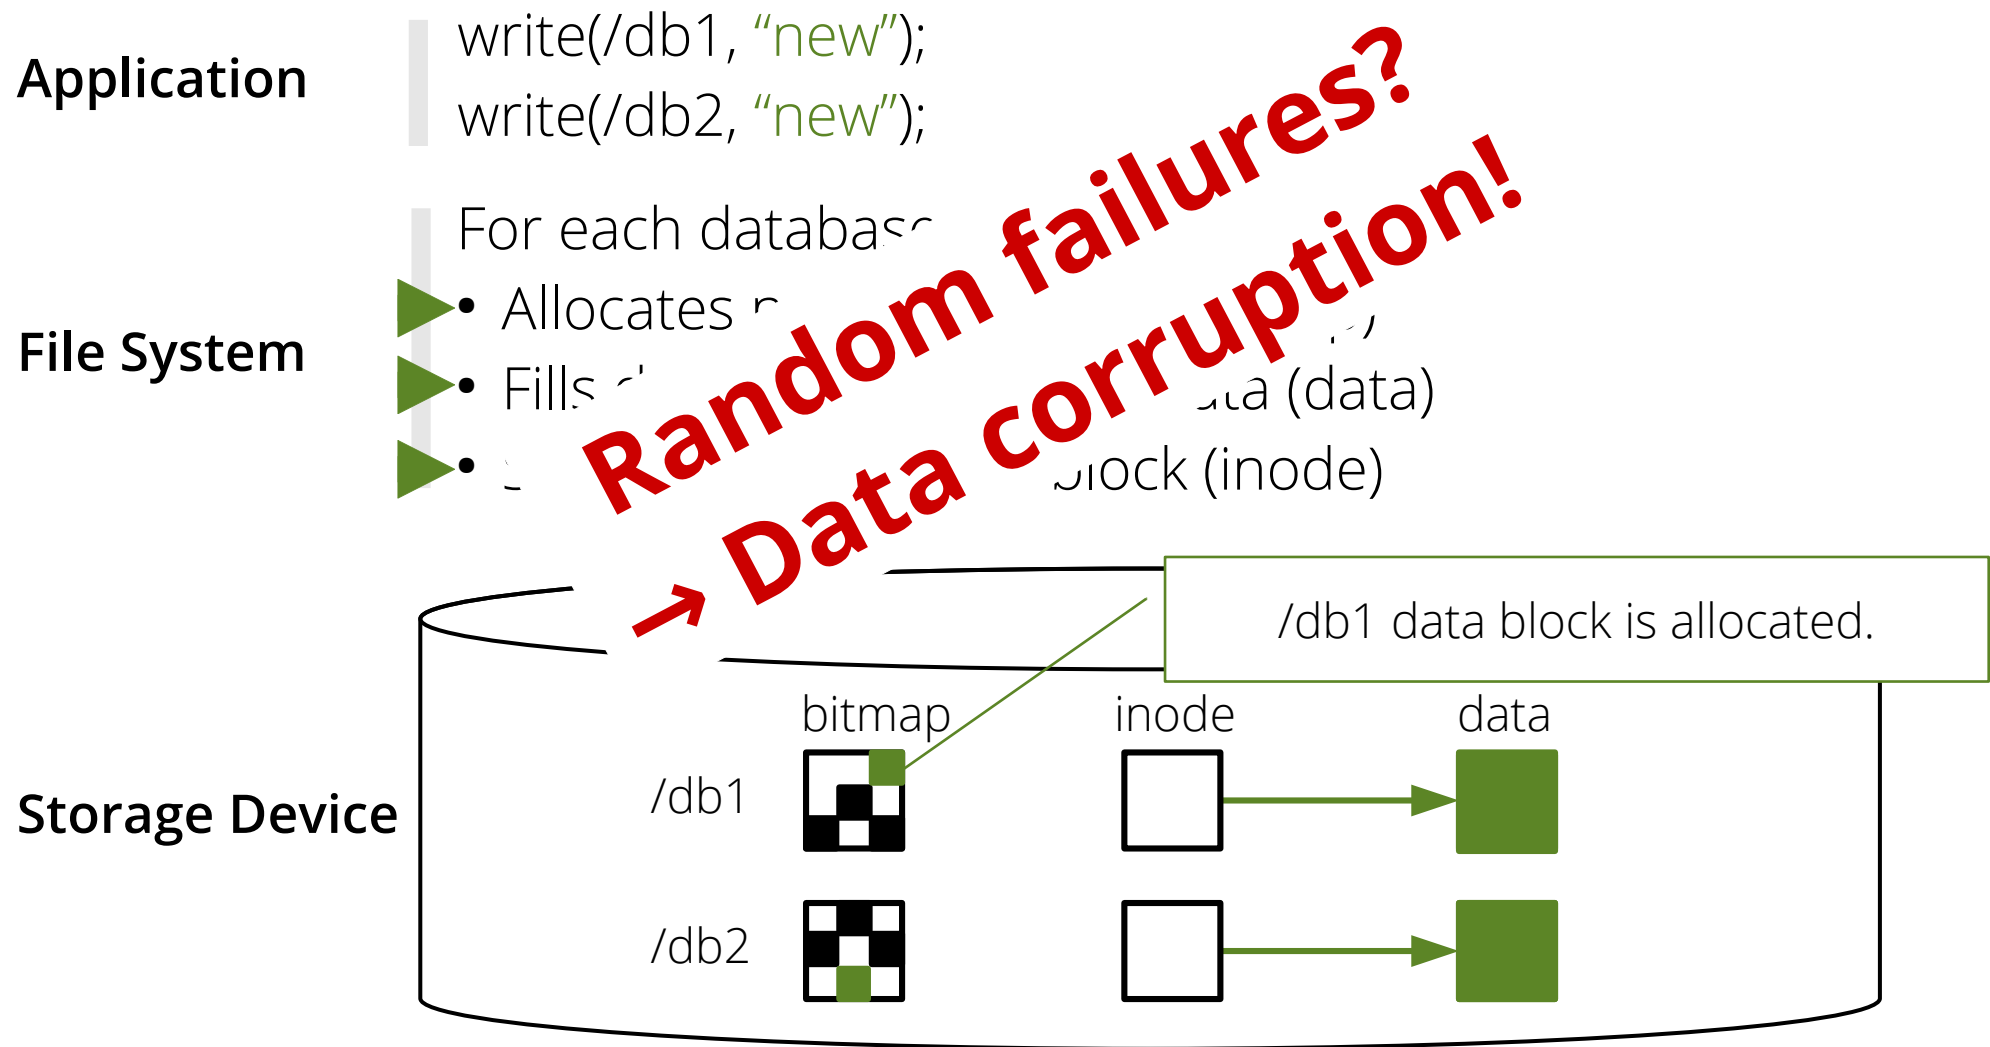 Application
write(/db1, “new”);
write(/db2, “new”);
File System
For each database
• Allocates
• Fills (data)
• block (inode)
Random failures?
→ Data corruption!
/db1 data block is allocated.
Storage Device
bitmap inode data
/db1
/db2